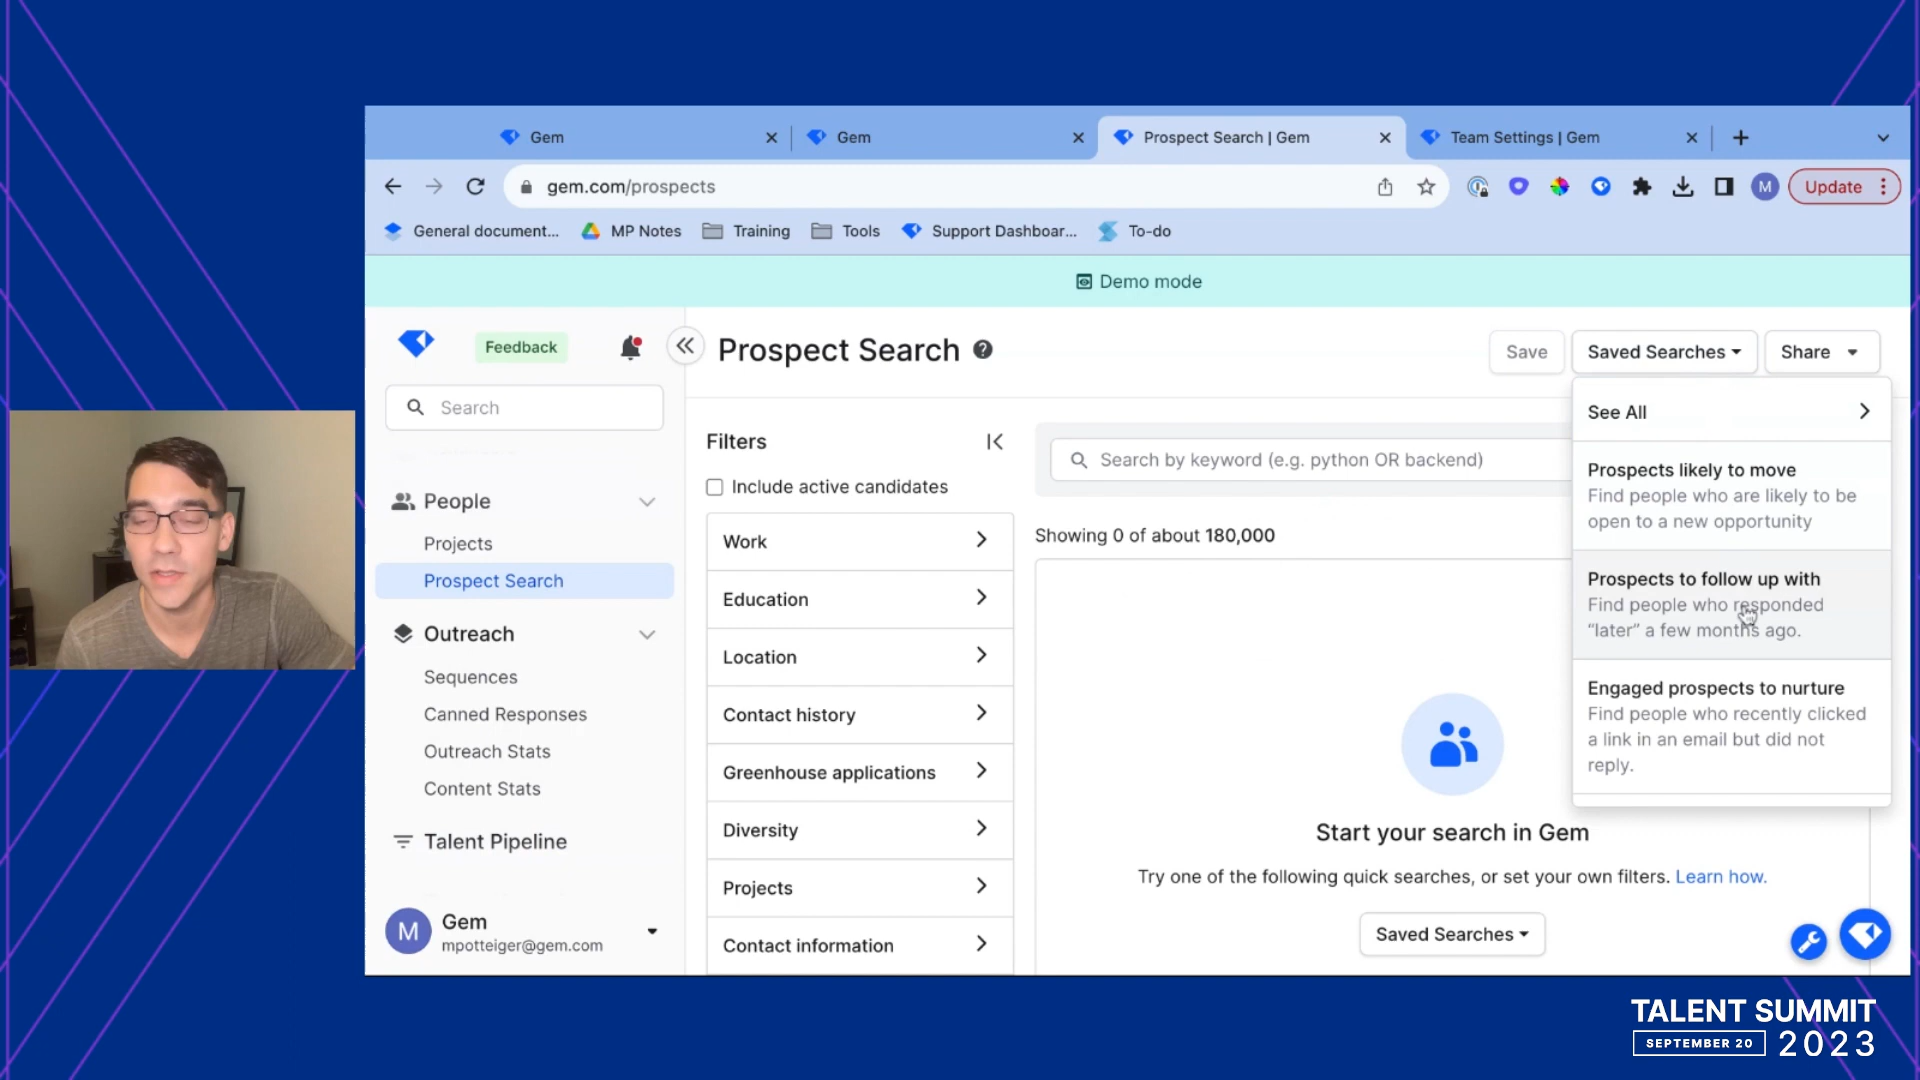 Gem
Gem
Prospect Search | Gem
Team Settings | Gem
gem.com/prospects
M
Update
General document...
MP Notes
Training
Tools
Support Dashboar...
To-do
Demo mode
Feedback
Search
People
Projects
Prospect Search
Outreach
Sequences
Canned Responses
Outreach Stats
Content Stats
Talent Pipeline
M
Gem
mpotteiger@gem.com
Prospect Search
Save
Saved Searches
Share
Filters
Include active candidates
Work
Education
Location
Contact history
Greenhouse applications
Diversity
Projects
Contact information
Search by keyword (e.g. python OR backend)
Showing 0 of about 180,000
See All
Prospects likely to move
Find people who are likely to be
open to a new opportunity
Prospects to follow up with
Find people who responded
“later” a few months ago.
Engaged prospects to nurture
Find people who recently clicked
a link in an email but did not
reply.
Start your search in Gem
Try one of the following quick searches, or set your own filters. Learn how.
Saved Searches
TALENT SUMMIT
SEPTEMBER 20 2023